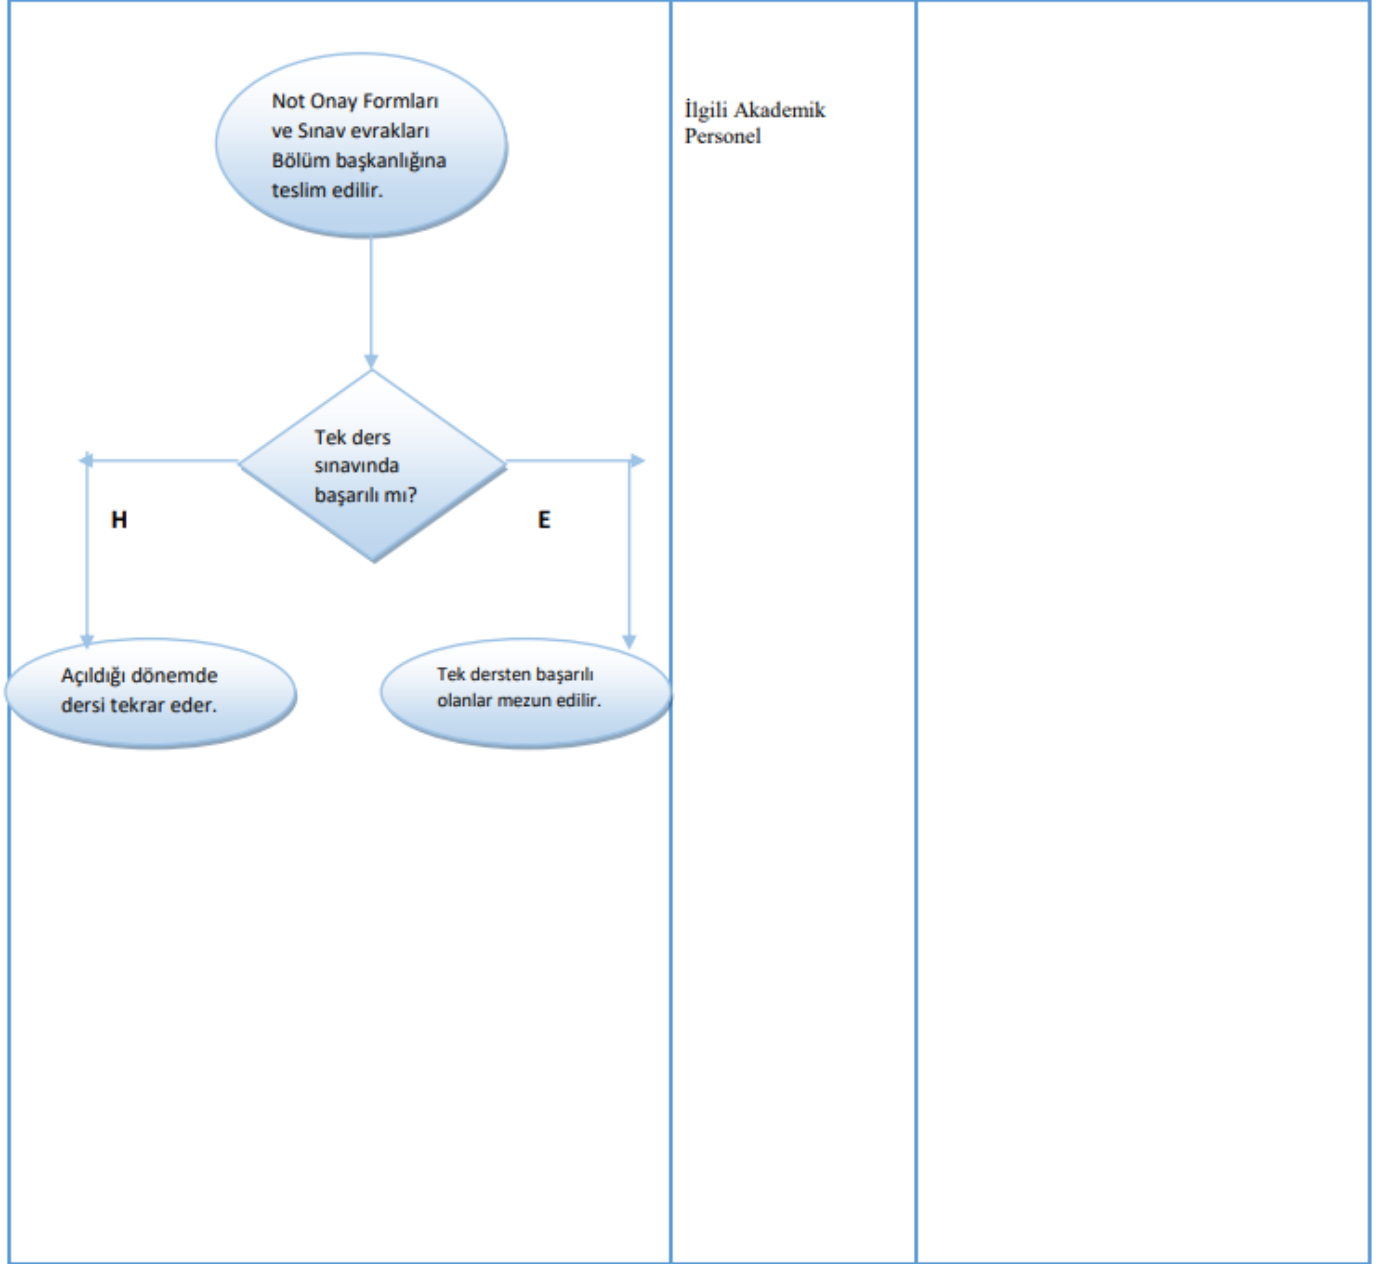 Not Onay Formları
ve Sınav evrakları
Bölüm başkanlığına
teslim edilir.
İlgili Akademik
Personel
Tek ders
sınavında
başarılı mı?
H
E
Açıldığı dönemde
dersi tekrar eder.
Tek dersten başarılı
olanlar mezun edilir.